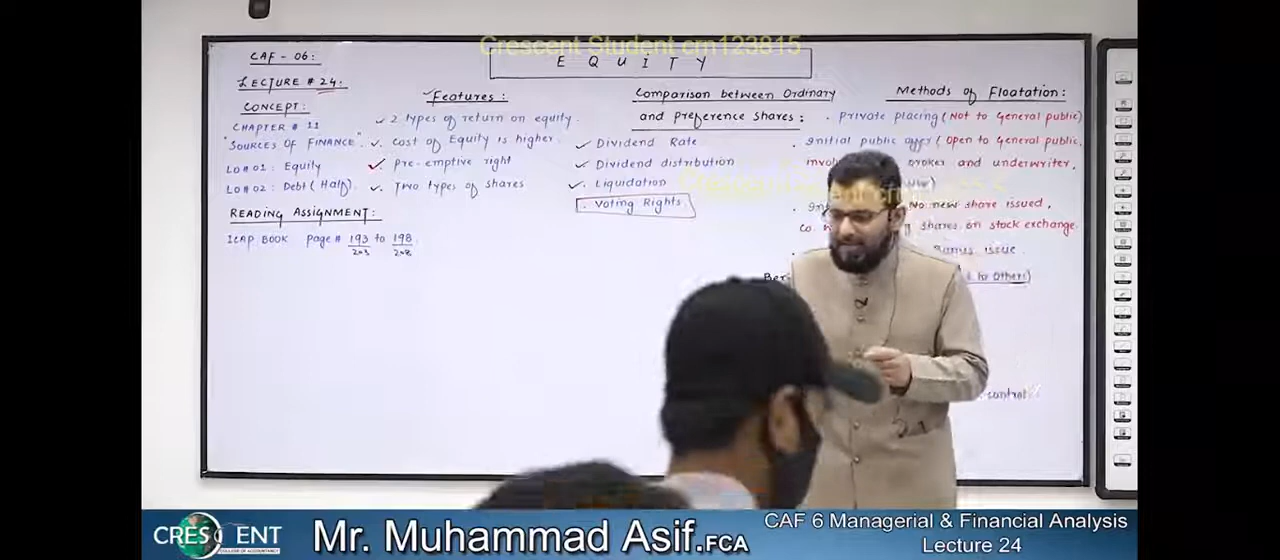 Crescent Student cm123815
EQUITY
CAF - 06:
LECTURE # 24:
CONCEPT:
CHAPTER # 11
"SOURCES OF FINANCE"
LO # 01: Equity
LO # 02: Debt (Half)
READING ASSIGNMENT:
ICAP BOOK page # 193 to 198
203 208
Features:
2 types of return on equity.
Cost of Equity is higher.
Pre-emptive right
Two types of shares
Comparison between Ordinary
and preference shares:
Dividend Rate
Dividend distribution
Liquidation
Voting Rights
Methods of Floatation:
Private placing (Not to General public)
Initial public offer (Open to General public,
broker and underwriter,
No new share issued,
co. shares on stock exchange.
Bonus issue
to Others)
control
CRESCENT
COLLEGE OF ACCOUNTANCY
Mr. Muhammad Asif.FCA
CAF 6 Managerial & Financial Analysis
Lecture 24